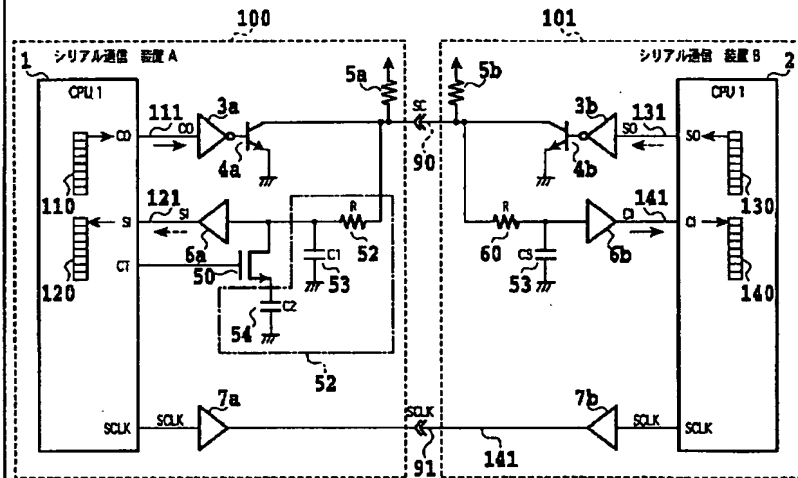 100
101
シリアル通信 装置 A
シリアル通信 装置 B
1
2
5a
5b
CPU 1
CPU 1
111
3a
SC
3b
131
CO
CO
SO
SO
4a
90
4b
110
121
141
130
SI
SI
R
R
CI
CI
6a
C1
52
60
C3
6b
CT
50
53
53
120
140
54
C2
52
7a
7b
SCLK
SCLK
SCLK
SCLK
SCLK
91
141